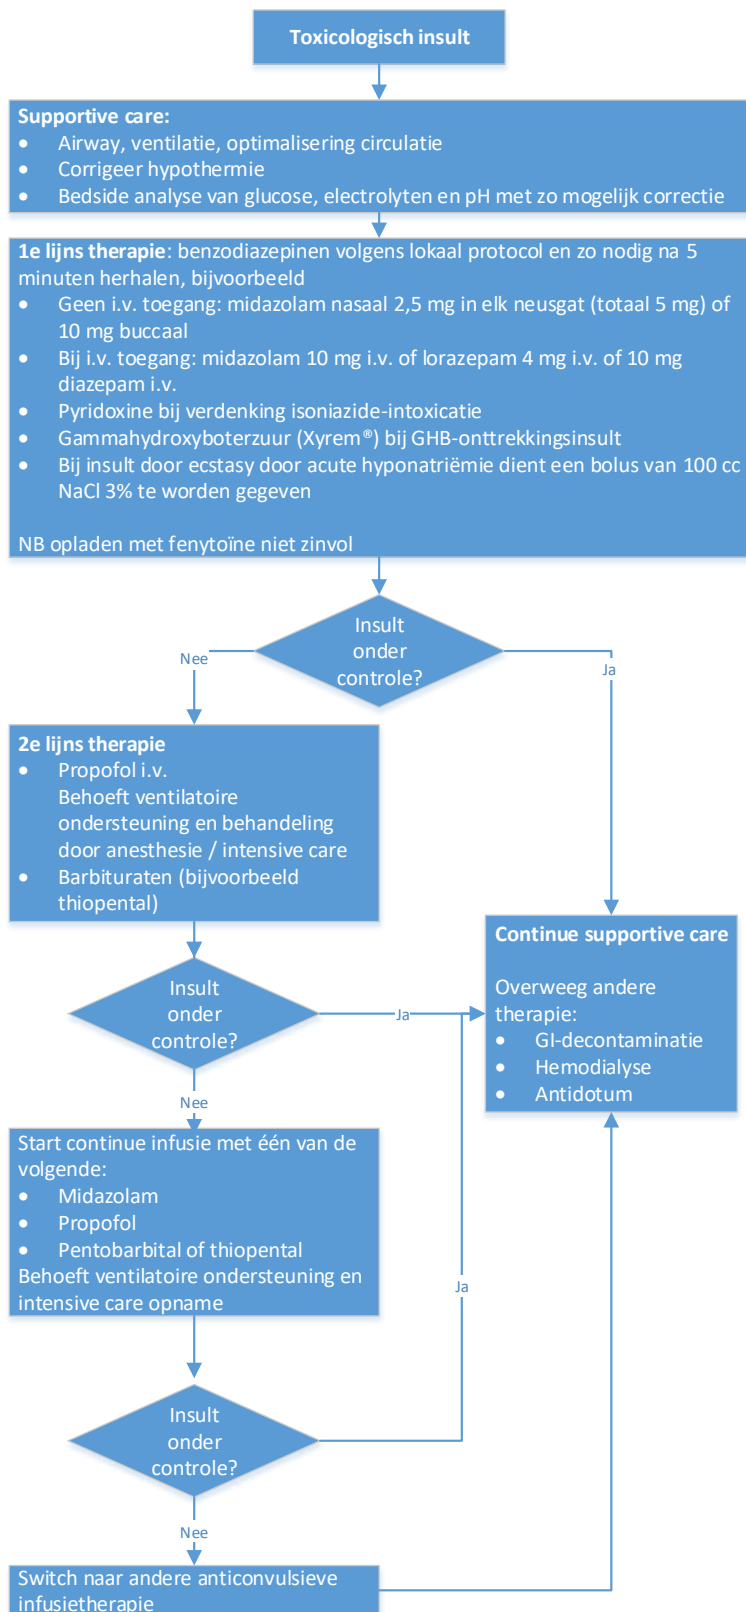 Toxicologisch insult
Supportive care:
• Airway, ventilatie, optimalisering circulatie
• Corrigeer hypothermie
• Bedside analyse van glucose, electrolyten en pH met zo mogelijk correctie
1e lijns therapie: benzodiazepinen volgens lokaal protocol en zo nodig na 5
minuten herhalen, bijvoorbeeld
• Geen i.v. toegang: midazolam nasaal 2,5 mg in elk neusgat (totaal 5 mg) of
10 mg buccaal
• Bij i.v. toegang: midazolam 10 mg i.v. of lorazepam 4 mg i.v. of 10 mg
diazepam i.v.
• Pyridoxine bij verdenking isoniazide-intoxicatie
• Gammahydroxyboterzuur (Xyrem®) bij GHB-onttrekkingsinsult
• Bij insult door ecstasy door acute hyponatriëmie dient een bolus van 100 cc
NaCl 3% te worden gegeven
NB opladen met fenytoïne niet zinvol
Insult
onder
controle?
Nee
Ja
2e lijns therapie
• Propofol i.v.
Behoeft ventilatoire
ondersteuning en behandeling
door anesthesie / intensive care
• Barbituraten (bijvoorbeeld
thiopental)
Continue supportive care
Overweeg andere
therapie:
• GI-decontaminatie
• Hemodialyse
• Antidotum
Insult
onder
controle?
Ja
Nee
Start continue infusie met één van de
volgende:
• Midazolam
• Propofol
• Pentobarbital of thiopental
Behoeft ventilatoire ondersteuning en
intensive care opname
Ja
Insult
onder
controle?
Nee
Switch naar andere anticonvulsieve
infusietherapie